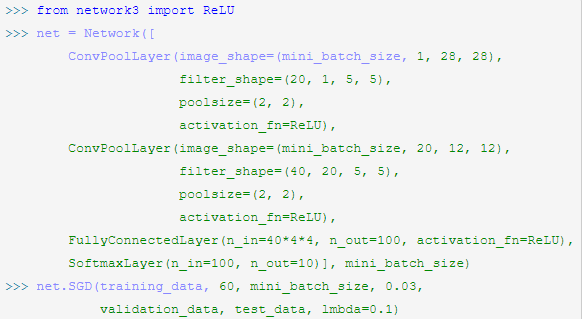 >>> from network3 import ReLU
>>> net = Network([
        ConvPoolLayer(image_shape=(mini_batch_size, 1, 28, 28),
                      filter_shape=(20, 1, 5, 5),
                      poolsize=(2, 2),
                      activation_fn=ReLU),
        ConvPoolLayer(image_shape=(mini_batch_size, 20, 12, 12),
                      filter_shape=(40, 20, 5, 5),
                      poolsize=(2, 2),
                      activation_fn=ReLU),
        FullyConnectedLayer(n_in=40*4*4, n_out=100, activation_fn=ReLU),
        SoftmaxLayer(n_in=100, n_out=10)], mini_batch_size)
>>> net.SGD(training_data, 60, mini_batch_size, 0.03,
            validation_data, test_data, lmbda=0.1)